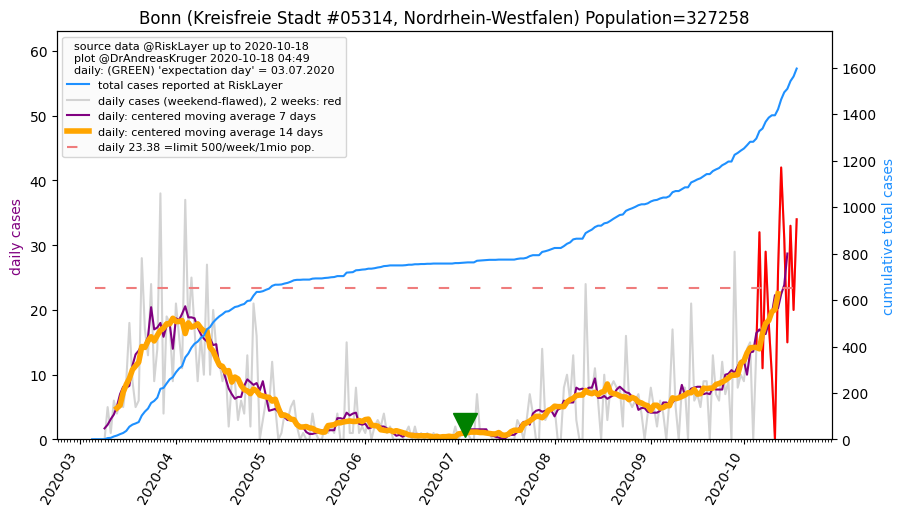 Bonn (Kreisfreie Stadt #05314, Nordrhein-Westfalen) Population=327258
source data @RiskLayer up to 2020-10-18
plot @DrAndreasKruger 2020-10-18 04:49
daily: (GREEN) 'expectation day' = 03.07.2020
total cases reported at RiskLayer
daily cases (weekend-flawed), 2 weeks: red
daily: centered moving average 7 days
daily: centered moving average 14 days
daily 23.38 =limit 500/week/1mio pop.
daily cases
60
50
40
30
20
10
0
cumulative total cases
1600
1400
1200
1000
800
600
400
200
0
2020-03
2020-04
2020-05
2020-06
2020-07
2020-08
2020-09
2020-10